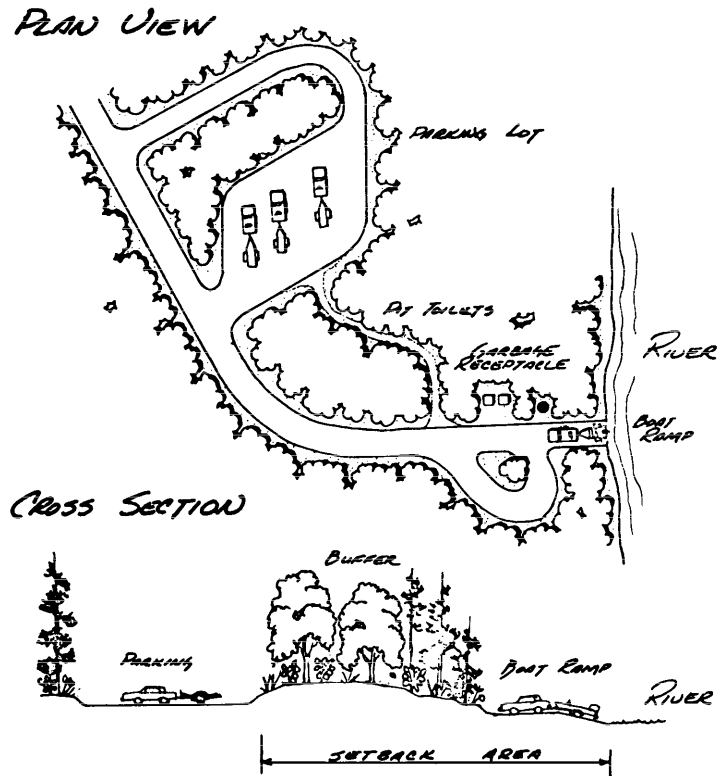 PLAN VIEW
PARKING LOT
PIT TOILETS
GARBAGE
RECEPTACLE
RIVER
BOAT
RAMP
CROSS SECTION
BUFFER
PARKING
BOAT RAMP
RIVER
SETBACK AREA